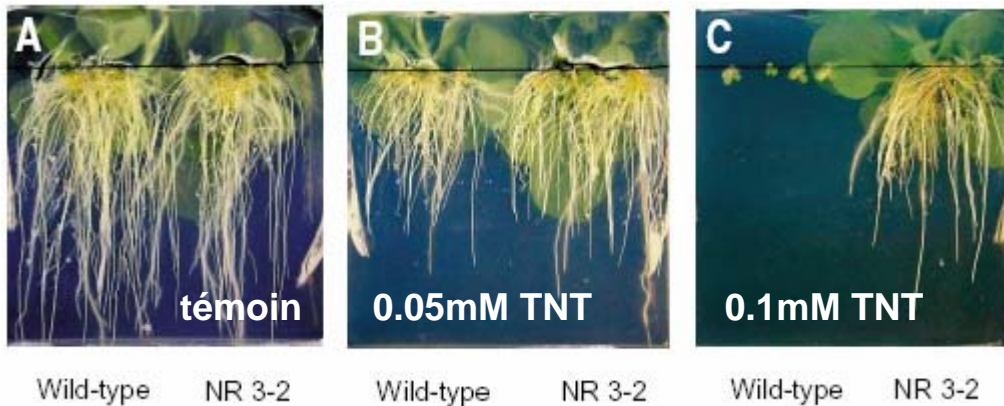 A
B
C
témoin
0.05mM TNT
0.1mM TNT
Wild-type NR 3-2
Wild-type NR 3-2
Wild-type NR 3-2